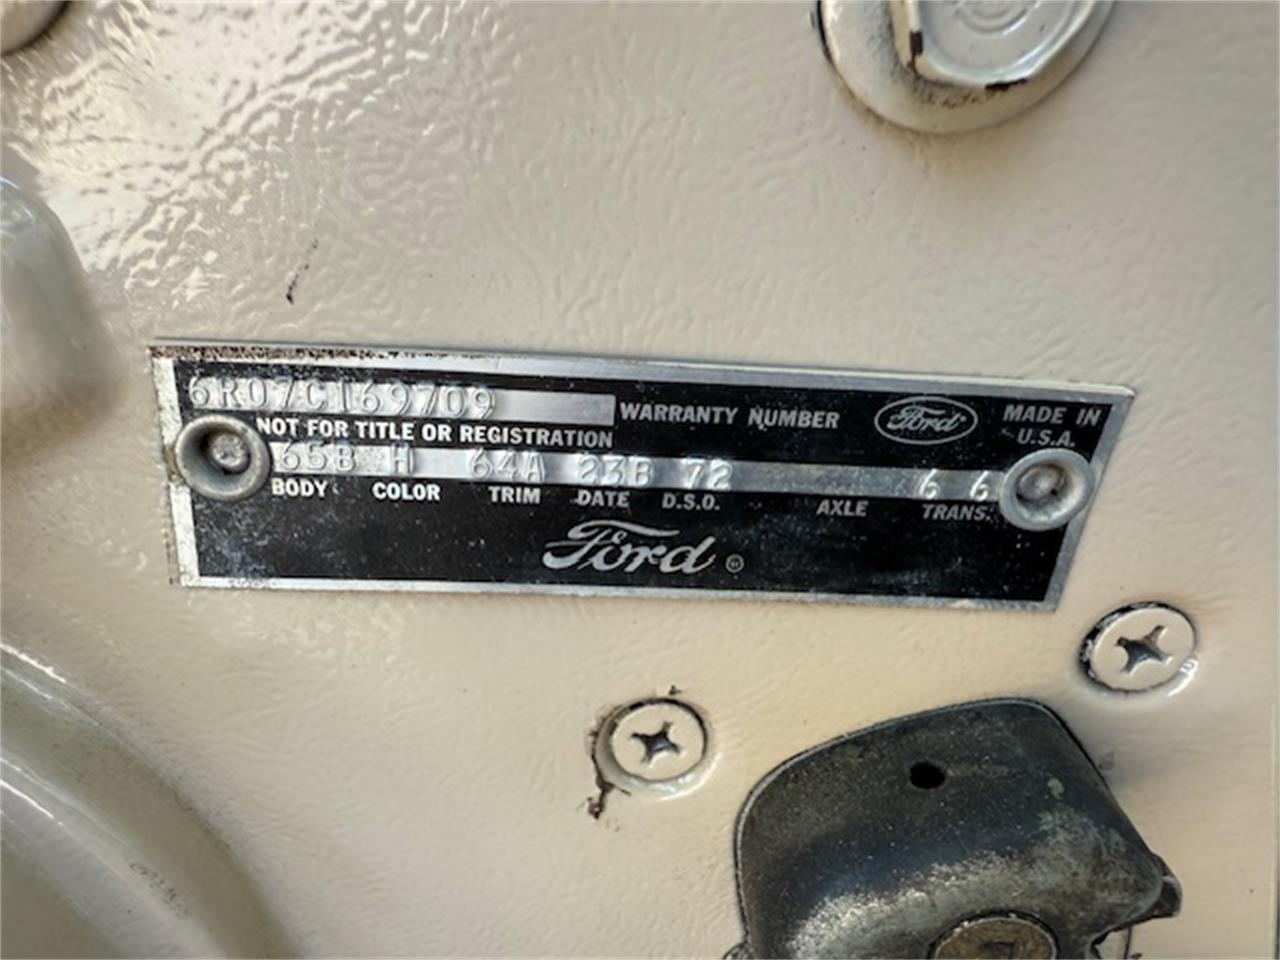 6R07C169709
WARRANTY NUMBER
Ford
MADE IN
U.S.A.
NOT FOR TITLE OR REGISTRATION
65B H 64A 23B 72 6 6
BODY COLOR TRIM DATE D.S.O. AXLE TRANS.
Ford ®